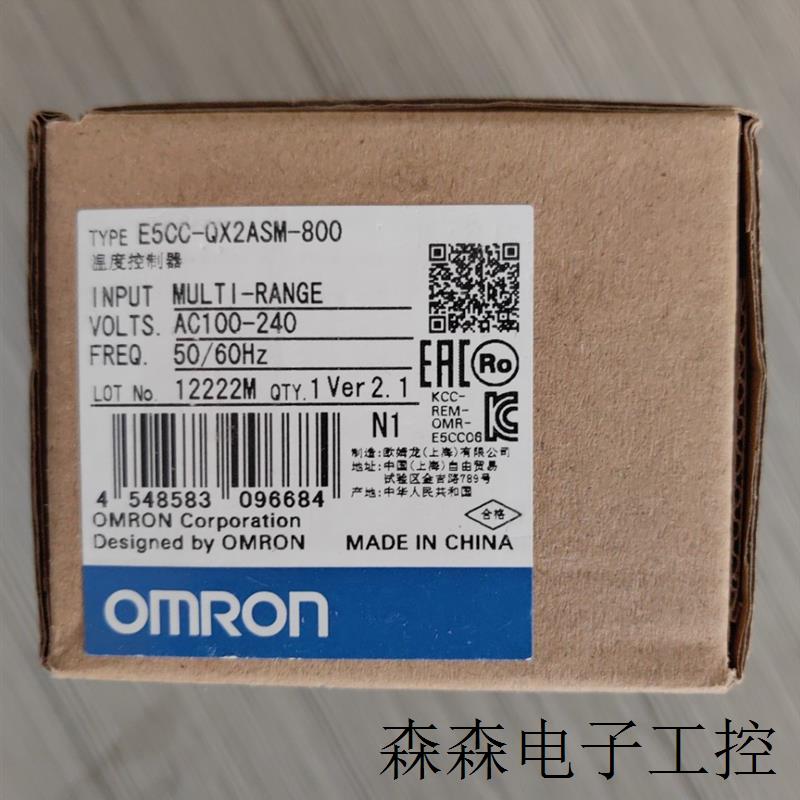 TYPE E5CC-QX2ASM-800
温度控制器
INPUT MULTI-RANGE
VOLTS. AC100-240
FREQ. 50/60Hz
LOT No. 12222M QTY.1 Ver2.1
EAC Ro
KCC-
REM-
OMR-
E5CC06
N1
制造:欧姆龙(上海)有限公司
地址:中国(上海)自由贸易
试验区金吉路789号
产地:中华人民共和国
4 548583 096684
合格
OMRON Corporation
Designed by OMRON
MADE IN CHINA
OMRON
森森电子工控